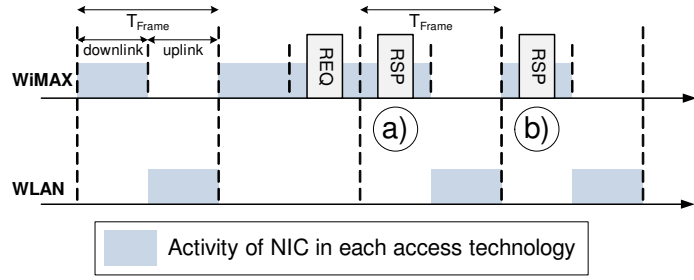 T_Frame T_Frame
downlink uplink
WiMAX REQ RSP RSP
a) b)
WLAN
Activity of NIC in each access technology